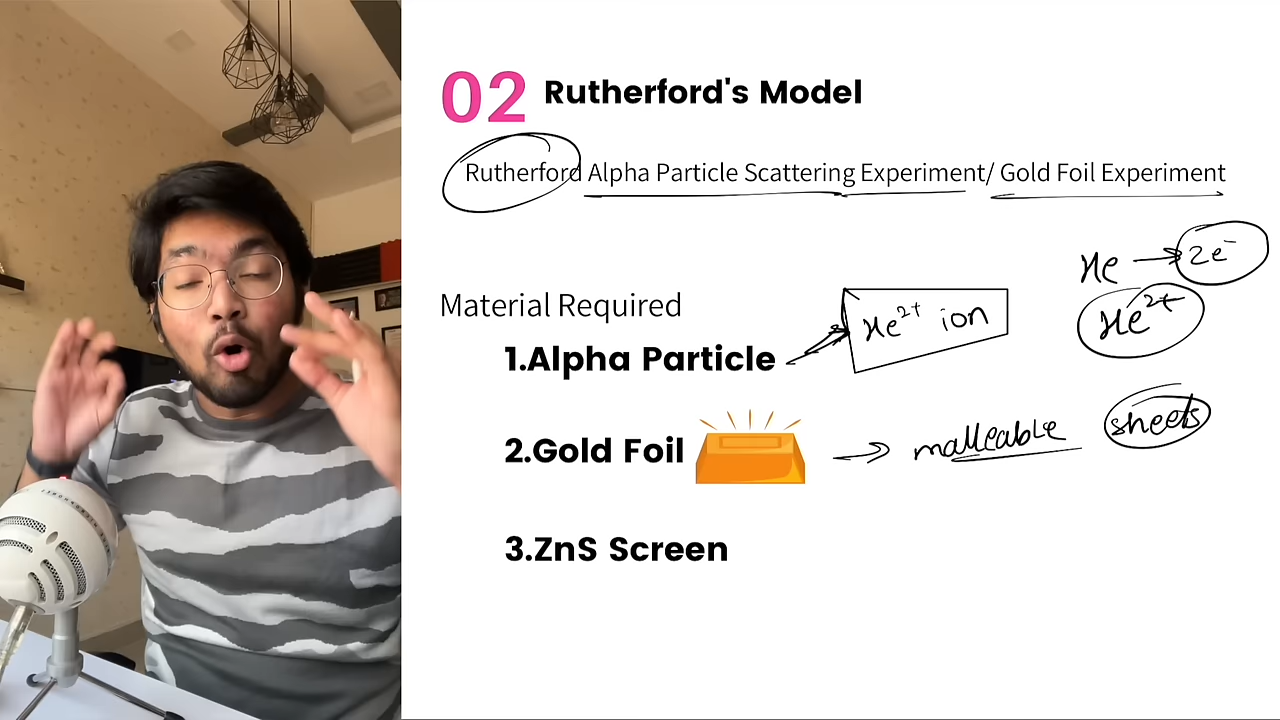 02 Rutherford's Model
Rutherford Alpha Particle Scattering Experiment/ Gold Foil Experiment
He → 2e⁻
He²⁺
Material Required
He²⁺ ion
1.Alpha Particle
2.Gold Foil → malleable sheets
3.ZnS Screen